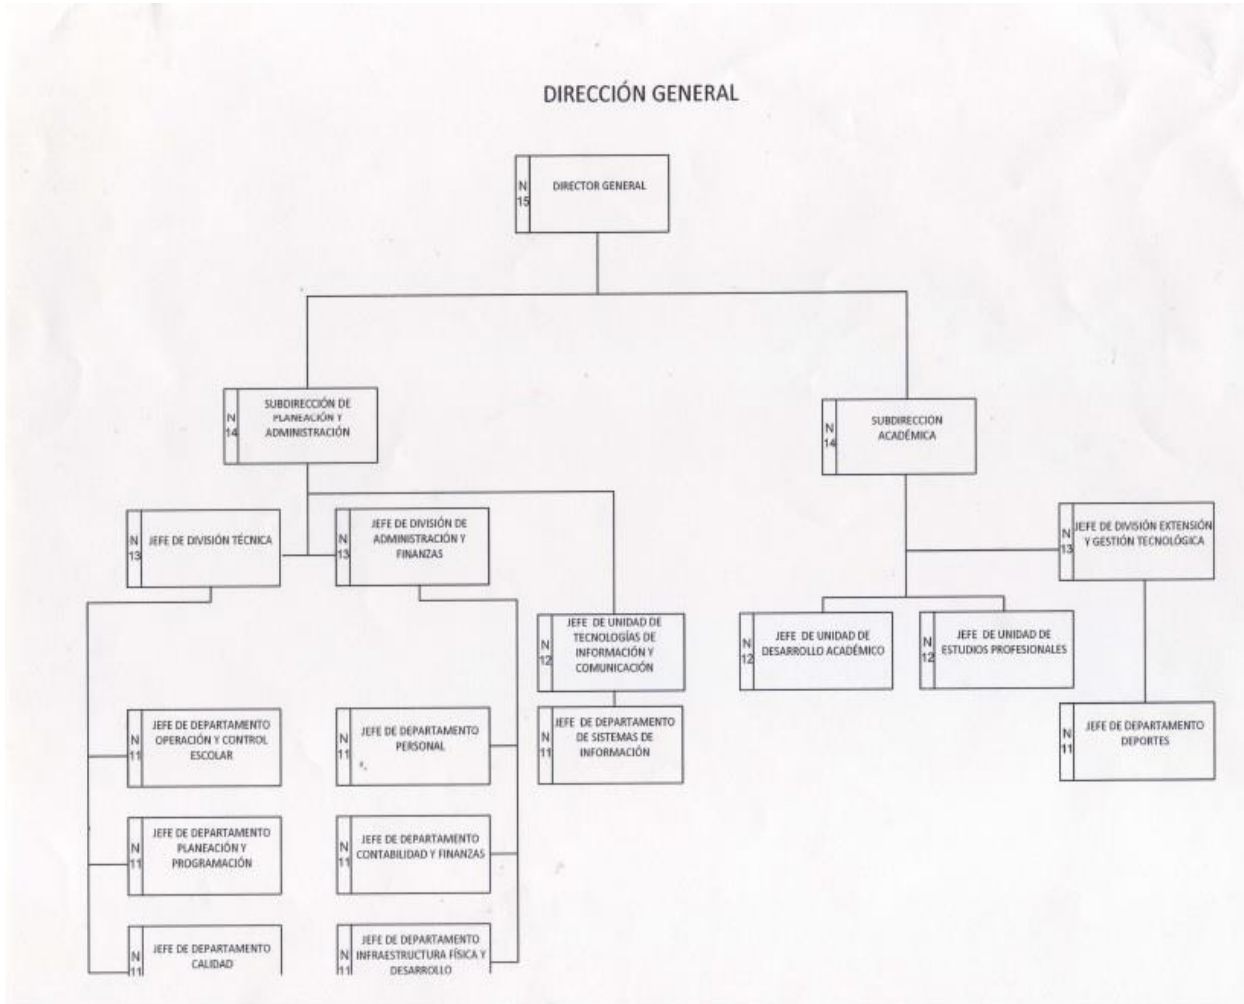 DIRECCIÓN GENERAL
N
15
DIRECTOR GENERAL
N
14
SUBDIRECCIÓN DE
PLANEACIÓN Y
ADMINISTRACIÓN
N
14
SUBDIRECCION
ACADÉMICA
N
13
JEFE DE DIVISIÓN TÉCNICA
N
13
JEFE DE DIVISIÓN DE
ADMINISTRACIÓN Y
FINANZAS
N
13
JEFE DE DIVISIÓN EXTENSIÓN
Y GESTIÓN TECNOLÓGICA
N
12
JEFE DE UNIDAD DE
TECNOLOGÍAS DE
INFORMACIÓN Y
COMUNICACIÓN
N
12
JEFE DE UNIDAD DE
DESARROLLO ACADÉMICO
N
12
JEFE DE UNIDAD DE
ESTUDIOS PROFESIONALES
N
11
JEFE DE DEPARTAMENTO
OPERACIÓN Y CONTROL
ESCOLAR
N
11
JEFE DE DEPARTAMENTO
PERSONAL
N
11
JEFE DE DEPARTAMENTO
DE SISTEMAS DE
INFORMACIÓN
N
11
JEFE DE DEPARTAMENTO
DEPORTES
N
11
JEFE DE DEPARTAMENTO
PLANEACIÓN Y
PROGRAMACIÓN
N
11
JEFE DE DEPARTAMENTO
CONTABILIDAD Y FINANZAS
N
11
JEFE DE DEPARTAMENTO
CALIDAD
N
11
JEFE DE DEPARTAMENTO
INFRAESTRUCTURA FÍSICA Y
DESARROLLO